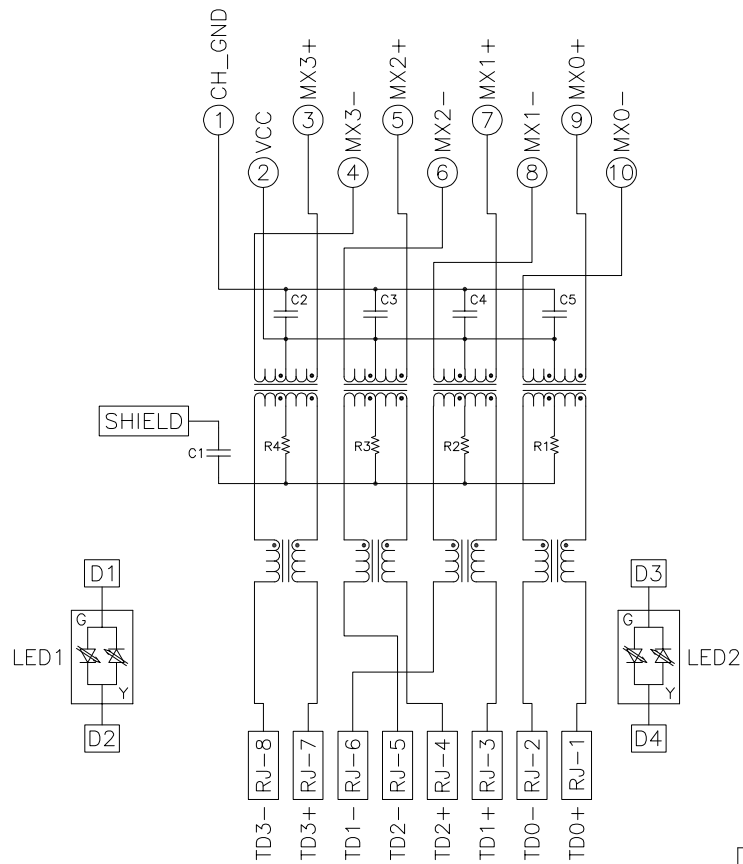 CH_GND
MX3+
MX2+
MX1+
MX0+
1
VCC
3
MX3-
5
MX2-
7
MX1-
9
MX0-
2
4
6
8
10
C2
C3
C4
C5
SHIELD
C1
R4
R3
R2
R1
D1
D3
G
G
LED1
LED2
Y
Y
D2
D4
RJ-8
RJ-7
RJ-6
RJ-5
RJ-4
RJ-3
RJ-2
RJ-1
TD3-
TD3+
TD1-
TD2-
TD2+
TD1+
TD0-
TD0+